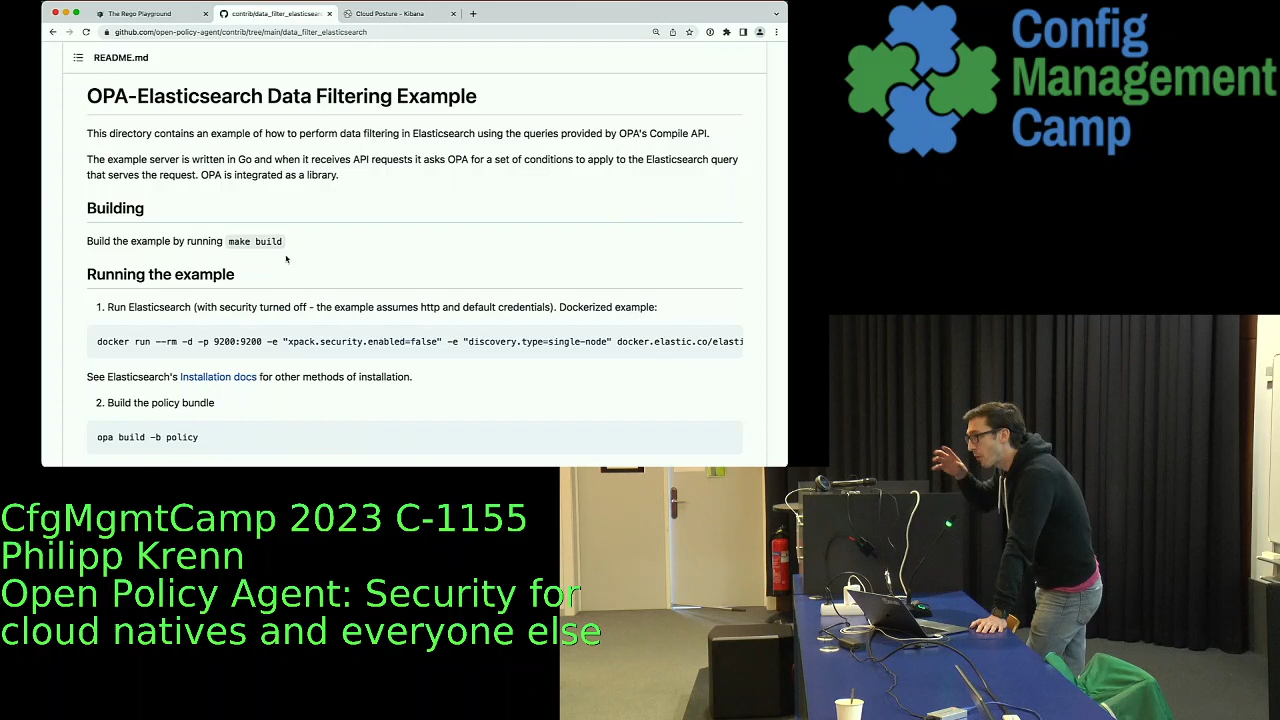 The Rego Playground
contrib/data_filter_elasticsear
Cloud Posture - Kibana
github.com/open-policy-agent/contrib/tree/main/data_filter_elasticsearch
README.md
OPA-Elasticsearch Data Filtering Example
This directory contains an example of how to perform data filtering in Elasticsearch using the queries provided by OPA's Compile API.
The example server is written in Go and when it receives API requests it asks OPA for a set of conditions to apply to the Elasticsearch query
that serves the request. OPA is integrated as a library.
Building
Build the example by running make build
Running the example
1. Run Elasticsearch (with security turned off - the example assumes http and default credentials). Dockerized example:
docker run --rm -d -p 9200:9200 -e "xpack.security.enabled=false" -e "discovery.type=single-node" docker.elastic.co/elasti
See Elasticsearch's Installation docs for other methods of installation.
2. Build the policy bundle
opa build -b policy
Config
Management
Camp
CfgMgmtCamp 2023 C-1155
Philipp Krenn
Open Policy Agent: Security for
cloud natives and everyone else